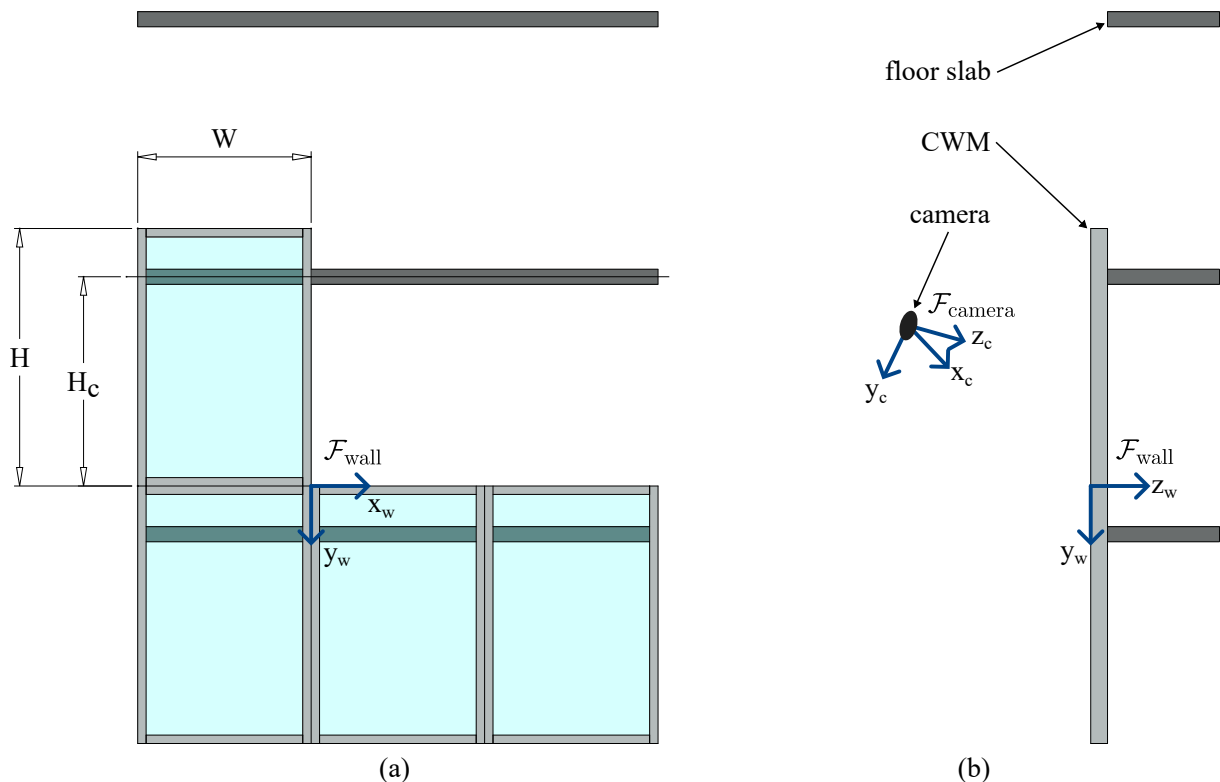 floor slab
W
CWM
camera
ℱcamera
zc
xc
yc
H
Hc
ℱwall
xw
yw
ℱwall
zw
yw
(a)
(b)